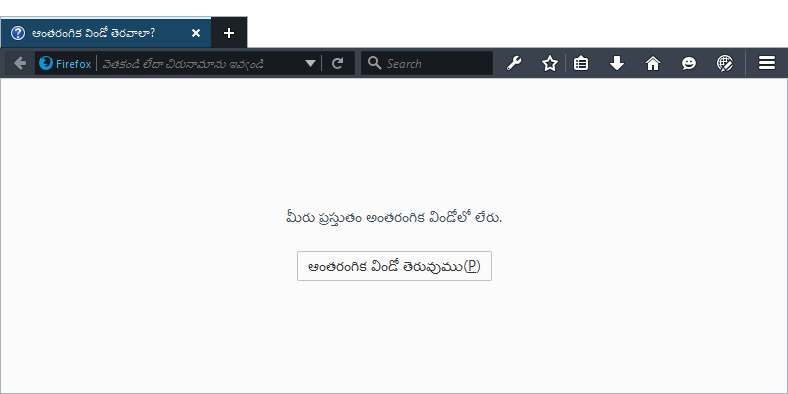 ఆంతరంగిక విండో తెరవాలా?
Firefox
వెతకండి లేదా చిరునామాను ఇవ్వండి
Search
మీరు ప్రస్తుతం అంతరంగిక విండోలో లేరు.
ఆంతరంగిక విండో తెరువుము(P)